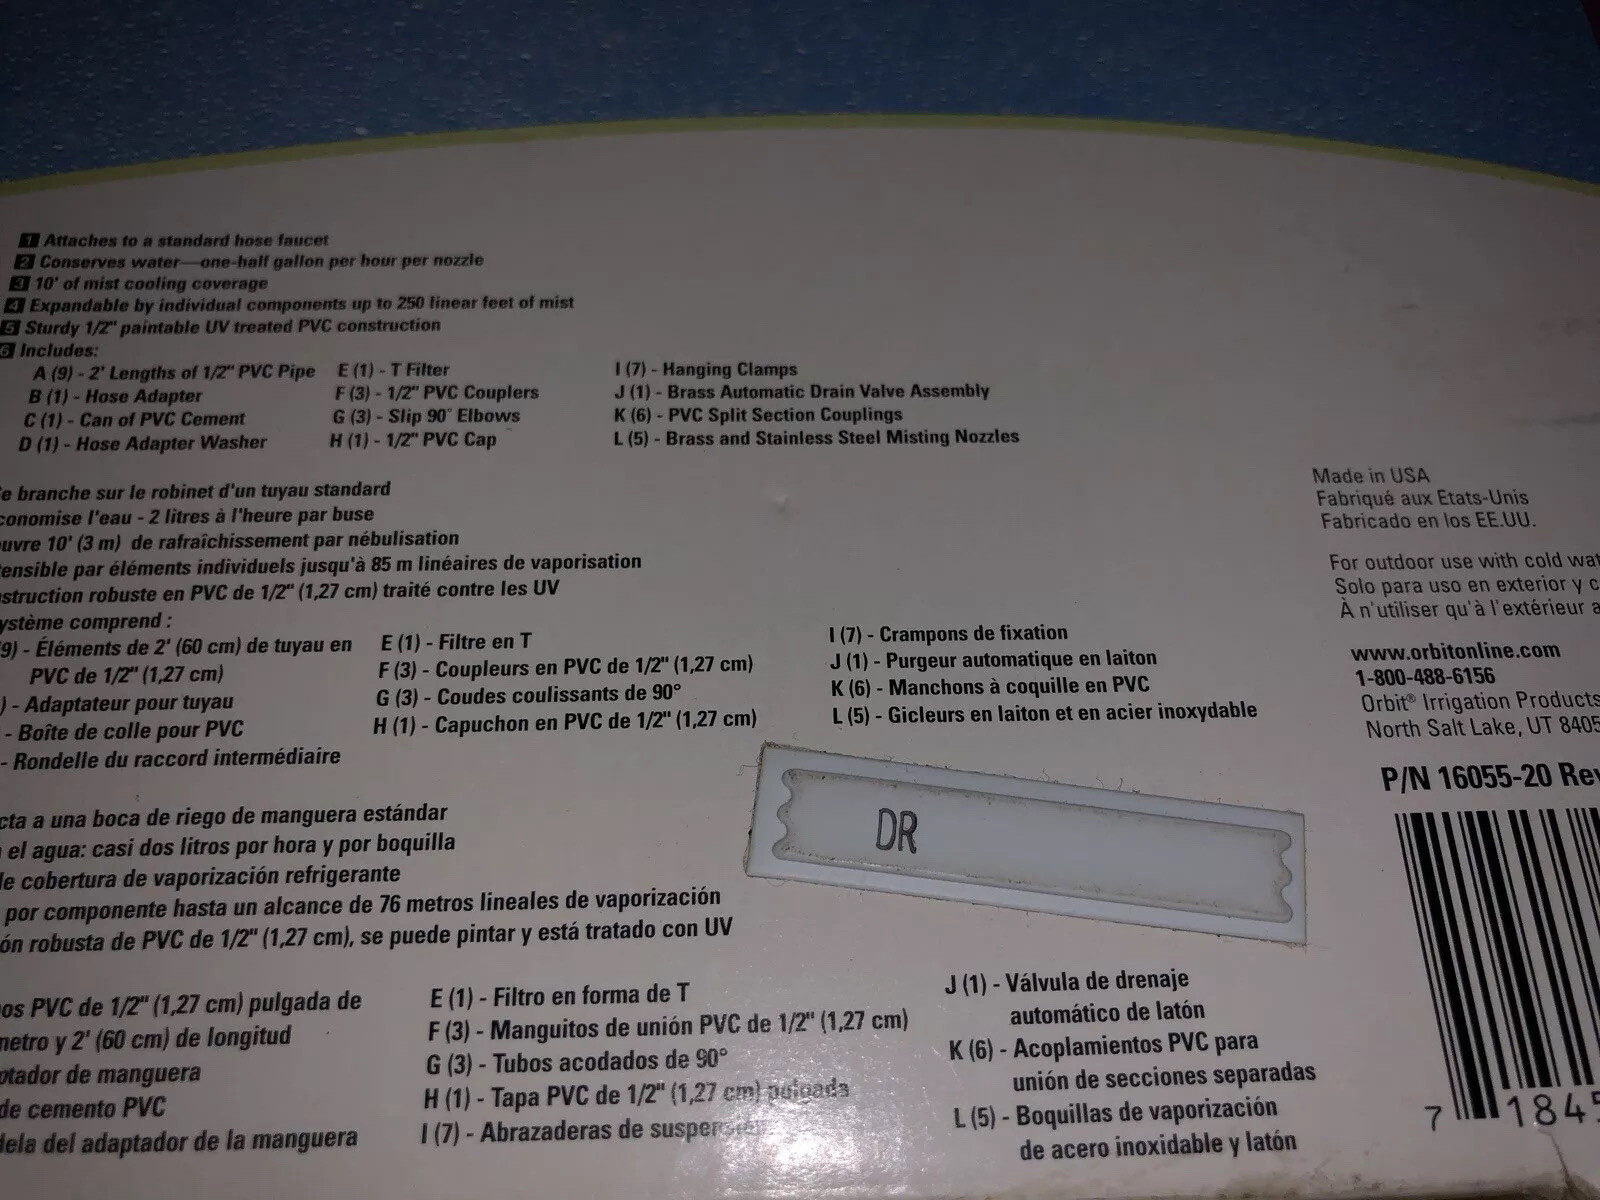 1 Attaches to a standard hose faucet
2 Conserves water—one-half gallon per hour per nozzle
3 10' of mist cooling coverage
4 Expandable by individual components up to 250 linear feet of mist
5 Sturdy 1/2" paintable UV treated PVC construction
6 Includes:
A (9) - 2' Lengths of 1/2" PVC Pipe
B (1) - Hose Adapter
C (1) - Can of PVC Cement
D (1) - Hose Adapter Washer
E (1) - T Filter
F (3) - 1/2" PVC Couplers
G (3) - Slip 90° Elbows
H (1) - 1/2" PVC Cap
I (7) - Hanging Clamps
J (1) - Brass Automatic Drain Valve Assembly
K (6) - PVC Split Section Couplings
L (5) - Brass and Stainless Steel Misting Nozzles
e branche sur le robinet d'un tuyau standard
conomise l'eau - 2 litres à l'heure par buse
uvre 10' (3 m) de rafraîchissement par nébulisation
tensible par éléments individuels jusqu'à 85 m linéaires de vaporisation
struction robuste en PVC de 1/2" (1,27 cm) traité contre les UV
ystème comprend :
9) - Éléments de 2' (60 cm) de tuyau en
PVC de 1/2" (1,27 cm)
) - Adaptateur pour tuyau
- Boîte de colle pour PVC
- Rondelle du raccord intermédiaire
E (1) - Filtre en T
F (3) - Coupleurs en PVC de 1/2" (1,27 cm)
G (3) - Coudes coulissants de 90°
H (1) - Capuchon en PVC de 1/2" (1,27 cm)
I (7) - Crampons de fixation
J (1) - Purgeur automatique en laiton
K (6) - Manchons à coquille en PVC
L (5) - Gicleurs en laiton et en acier inoxydable
cta a una boca de riego de manguera estándar
el agua: casi dos litros por hora y por boquilla
de cobertura de vaporización refrigerante
por componente hasta un alcance de 76 metros lineales de vaporización
ón robusta de PVC de 1/2" (1,27 cm), se puede pintar y está tratado con UV
os PVC de 1/2" (1,27 cm) pulgada de
metro y 2' (60 cm) de longitud
ptador de manguera
de cemento PVC
dela del adaptador de la manguera
E (1) - Filtro en forma de T
F (3) - Manguitos de unión PVC de 1/2" (1,27 cm)
G (3) - Tubos acodados de 90°
H (1) - Tapa PVC de 1/2" (1,27 cm) pulgada
I (7) - Abrazaderas de
J (1) - Válvula de drenaje
automático de latón
K (6) - Acoplamientos PVC para
unión de secciones separadas
L (5) - Boquillas de vaporización
de acero inoxidable y latón
DR
Made in USA
Fabriqué aux Etats-Unis
Fabricado en los EE.UU.
For outdoor use with cold wat
Solo para uso en exterior y c
À n'utiliser qu'à l'extérieur a
www.orbitonline.com
1-800-488-6156
Orbit® Irrigation Products
North Salt Lake, UT 8405
P/N 16055-20 Rev
7 1845